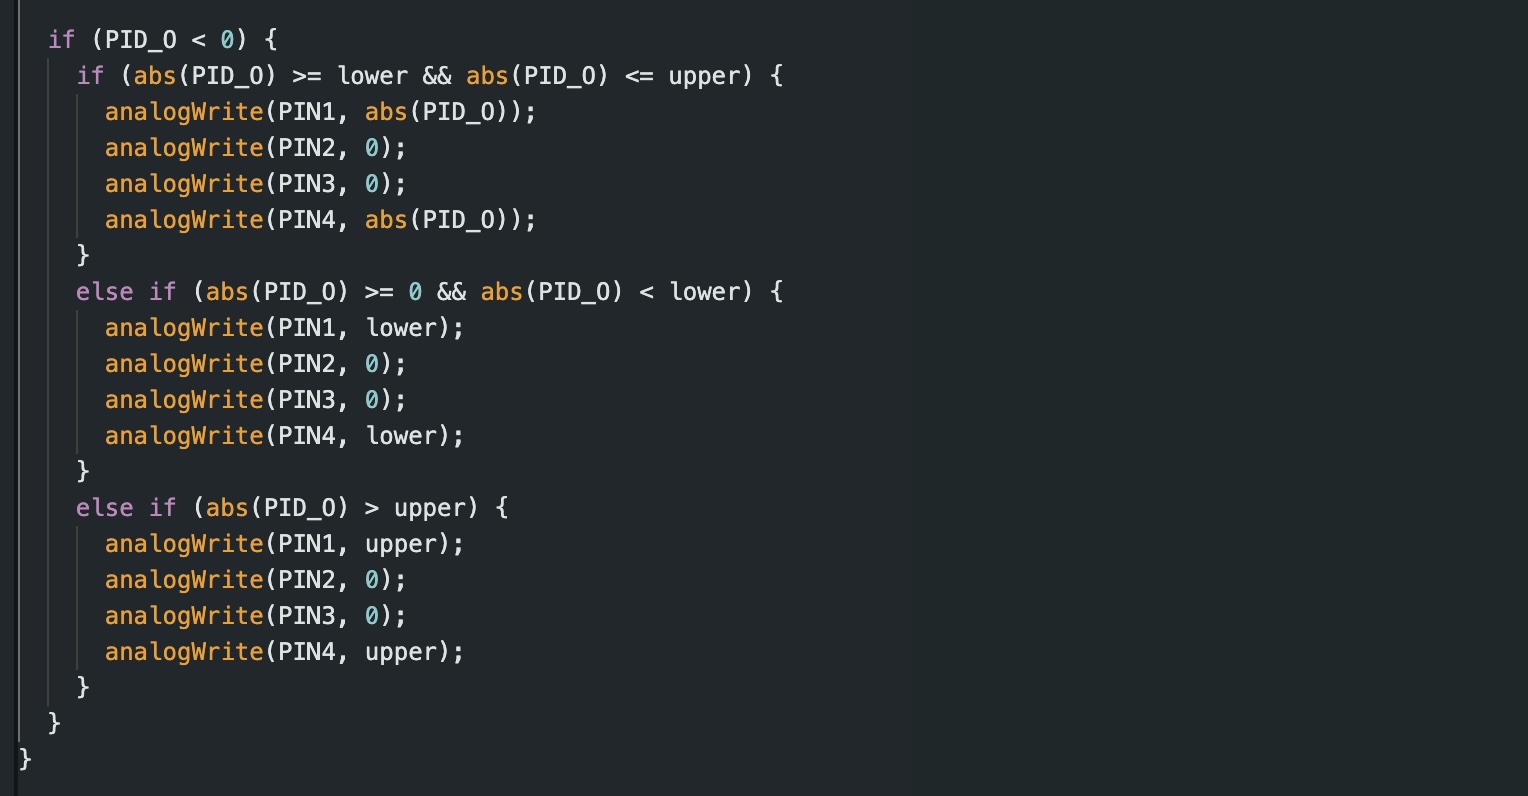 if (PID_O < 0) {
if (abs(PID_O) >= lower && abs(PID_O) <= upper) {
analogWrite(PIN1, abs(PID_O));
analogWrite(PIN2, 0);
analogWrite(PIN3, 0);
analogWrite(PIN4, abs(PID_O));
}
else if (abs(PID_O) >= 0 && abs(PID_O) < lower) {
analogWrite(PIN1, lower);
analogWrite(PIN2, 0);
analogWrite(PIN3, 0);
analogWrite(PIN4, lower);
}
else if (abs(PID_O) > upper) {
analogWrite(PIN1, upper);
analogWrite(PIN2, 0);
analogWrite(PIN3, 0);
analogWrite(PIN4, upper);
}
}
}